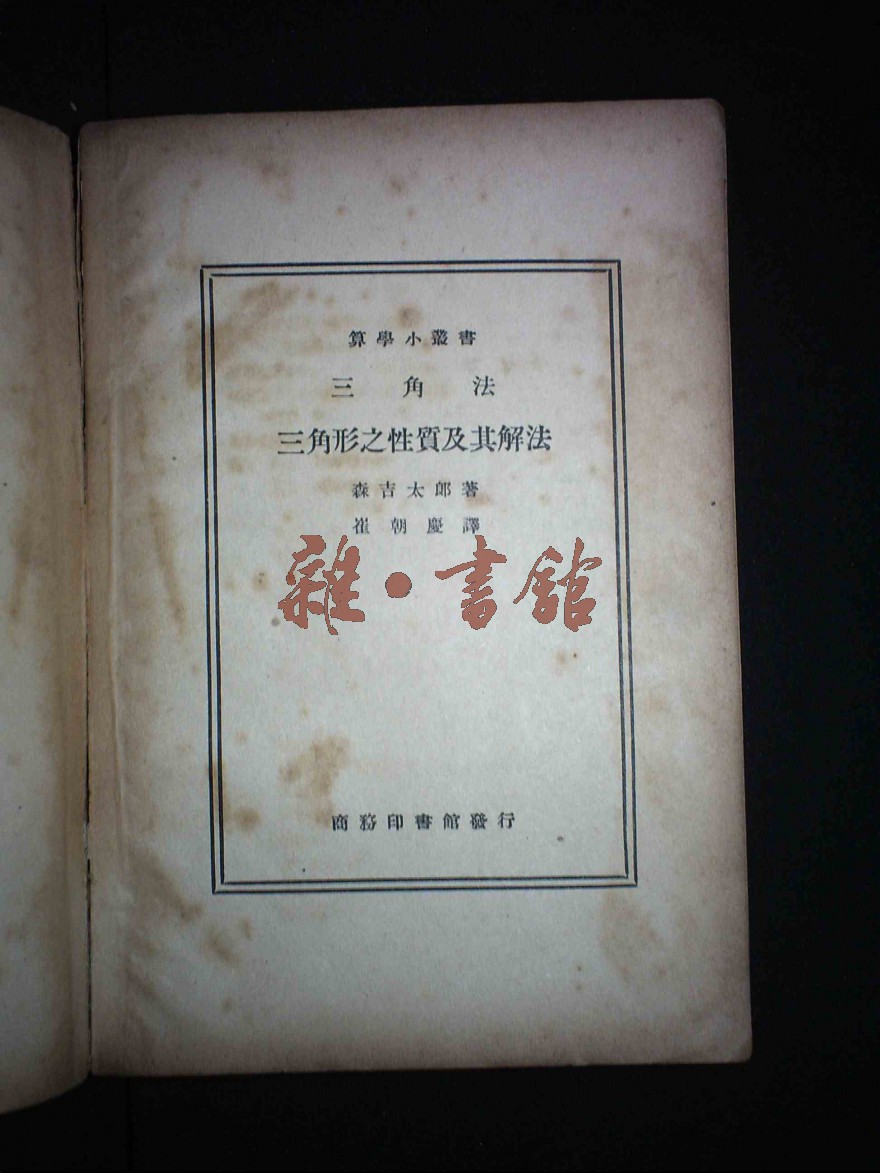 算學小叢書
三角法
三角形之性質及其解法
森吉太郎著
崔朝慶譯
雜·書館
商務印書館發行